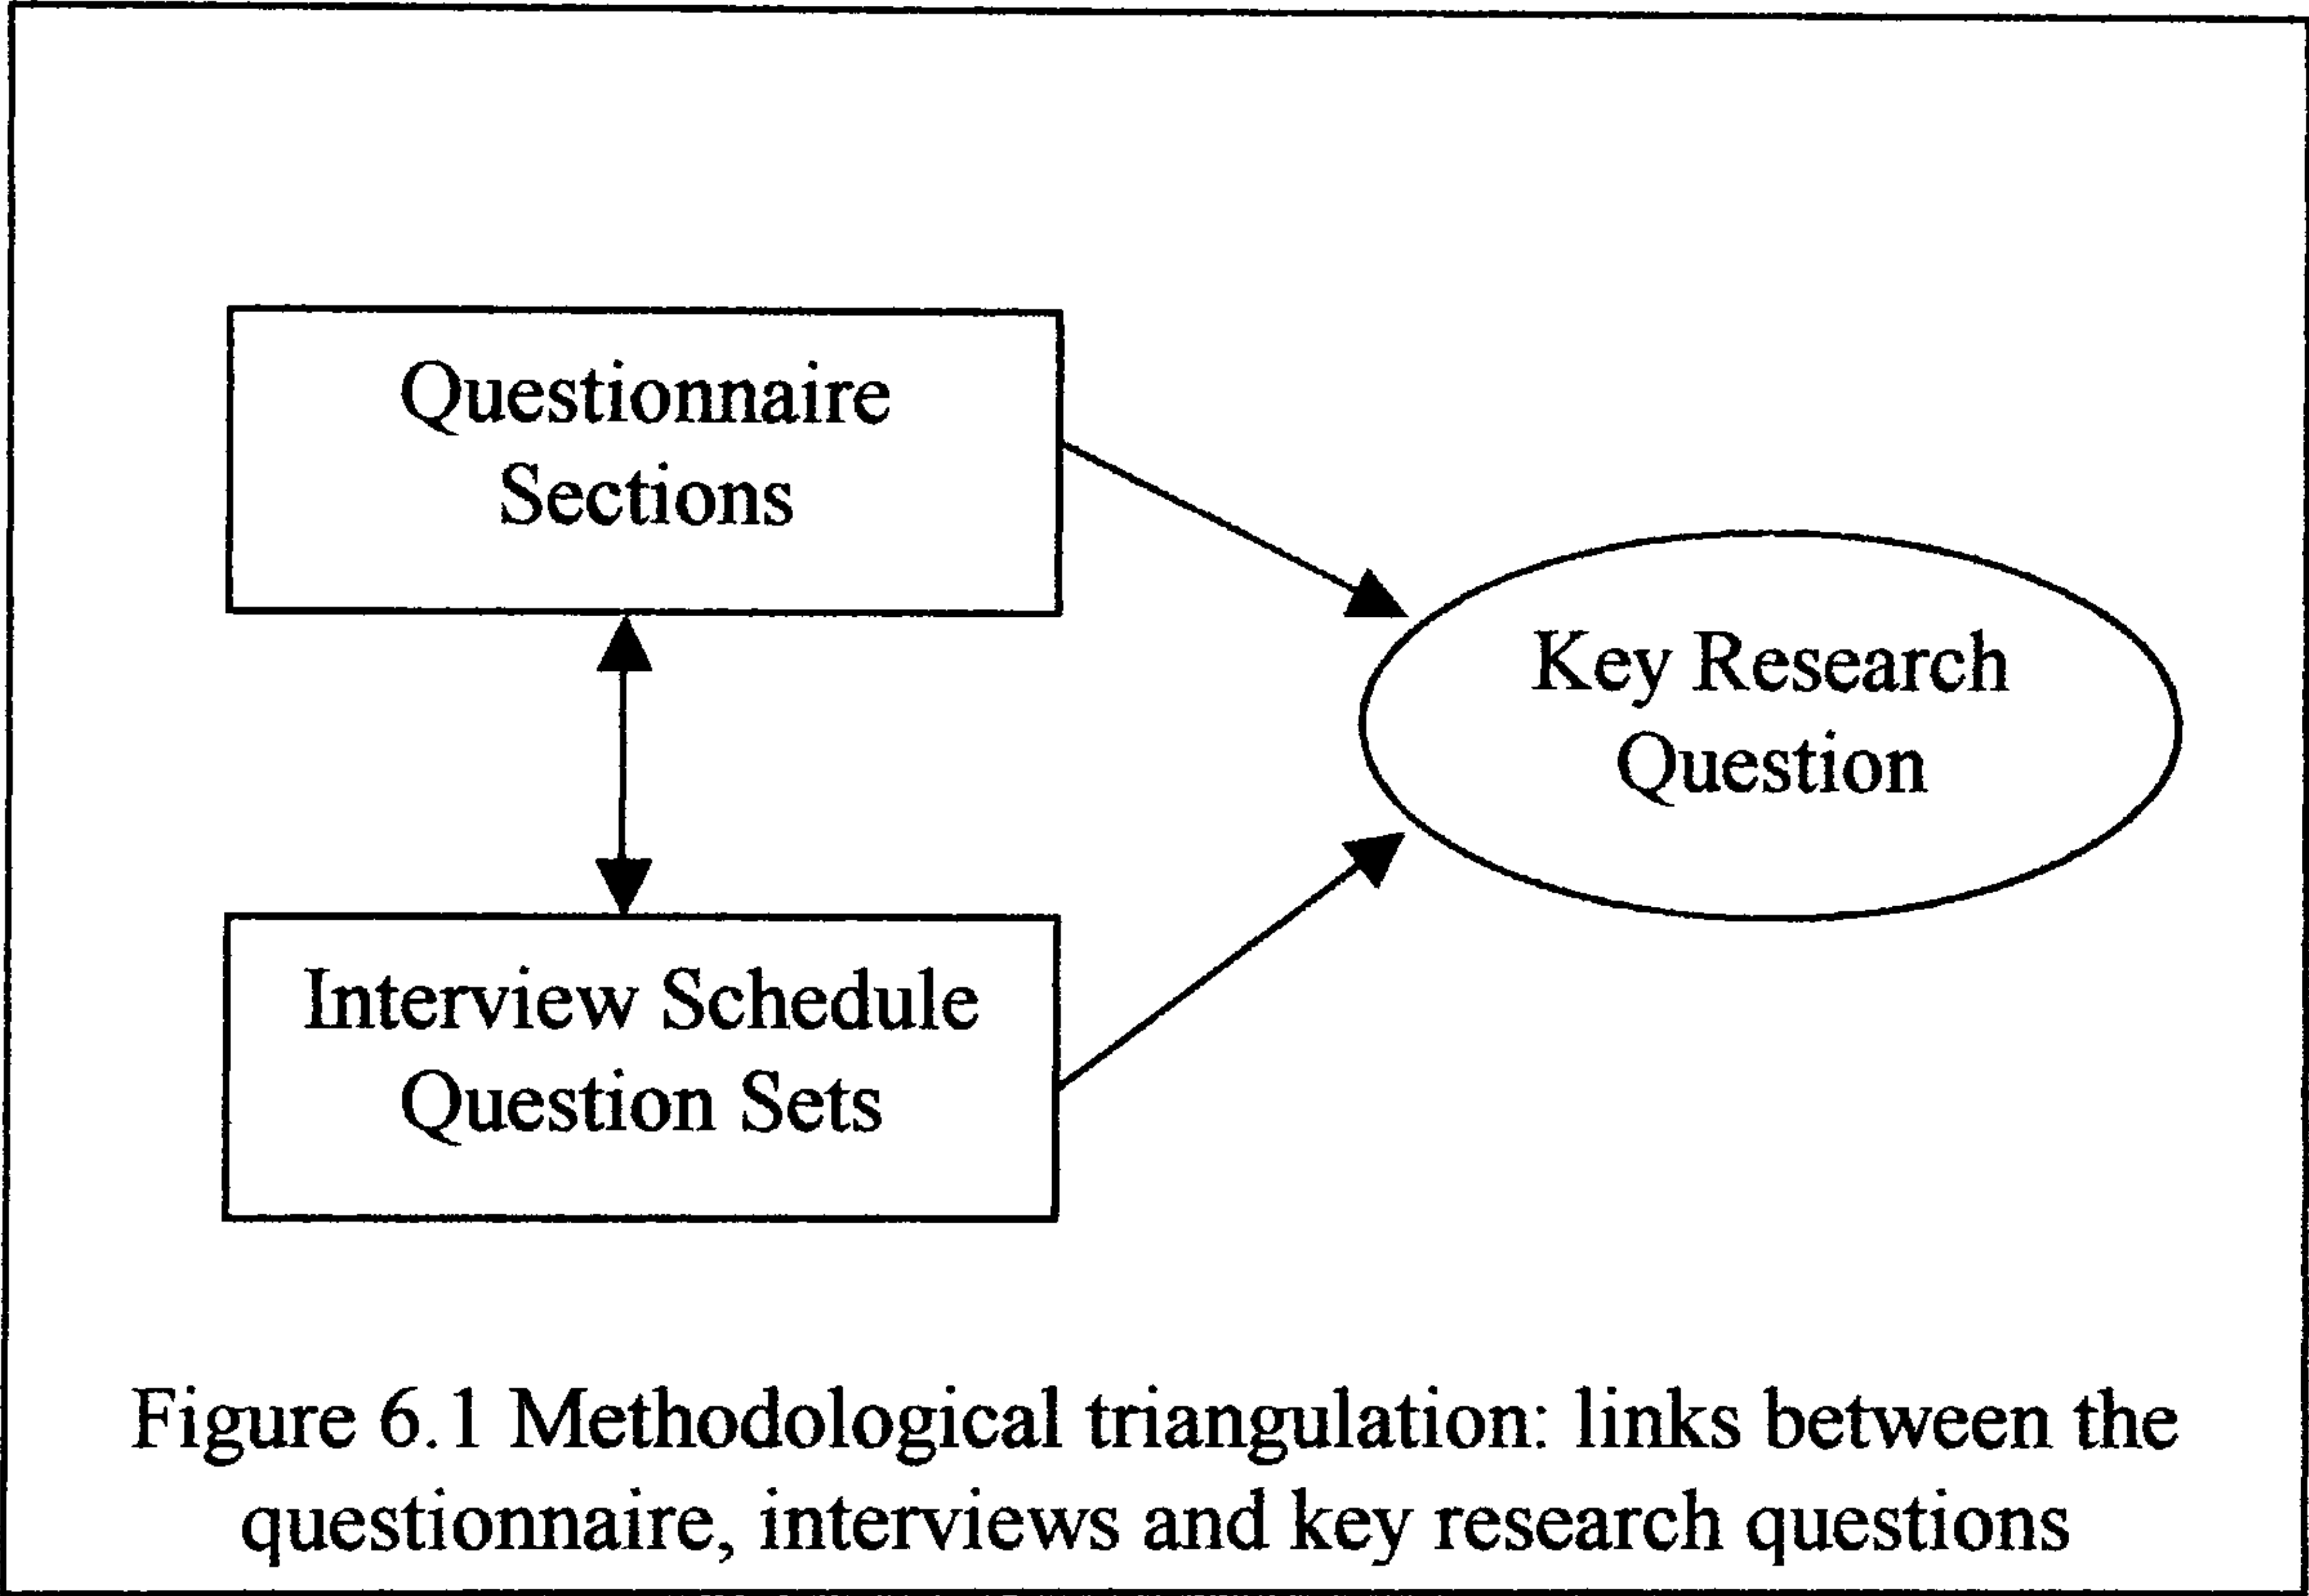 Questionnaire
Sections
Key Research
Question
Interview Schedule
Question Sets
Figure 6.1 Methodological triangulation: links between the
questionnaire, interviews and key research questions